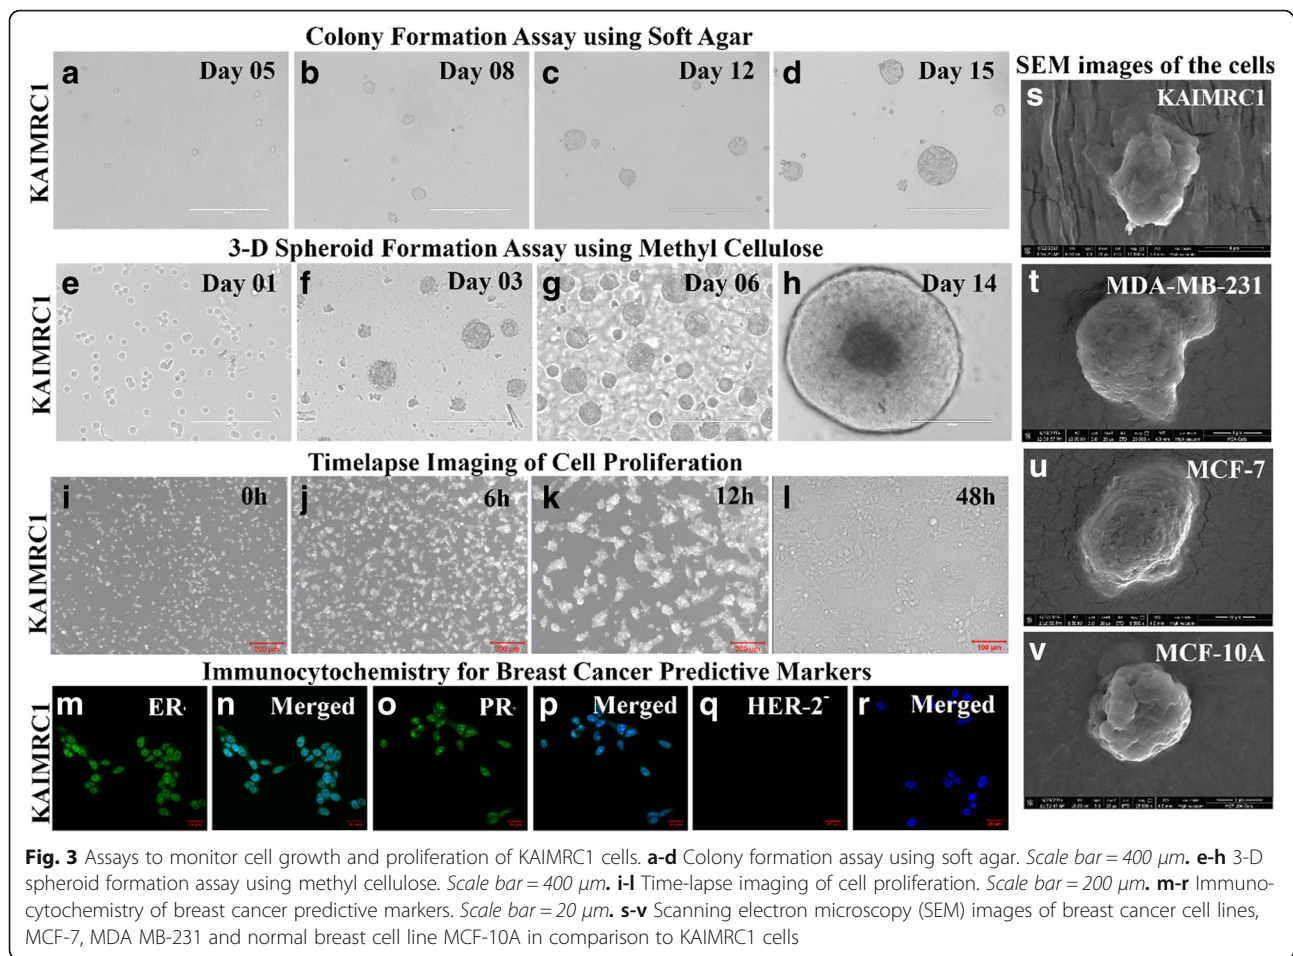 Colony Formation Assay using Soft Agar
KAIMRC1
a Day 05
b Day 08
c Day 12
d Day 15
3-D Spheroid Formation Assay using Methyl Cellulose
KAIMRC1
e Day 01
f Day 03
g Day 06
h Day 14
Timelapse Imaging of Cell Proliferation
KAIMRC1
i 0h
200 µm
j 6h
200 µm
k 12h
200 µm
l 48h
100 µm
Immunocytochemistry for Breast Cancer Predictive Markers
KAIMRC1
m ER+
n Merged
o PR
p Merged
q HER-2-
r Merged
SEM images of the cells
s KAIMRC1
t MDA-MB-231
u MCF-7
v MCF-10A
Fig. 3 Assays to monitor cell growth and proliferation of KAIMRC1 cells. a-d Colony formation assay using soft agar. Scale bar = 400 µm. e-h 3-D
spheroid formation assay using methyl cellulose. Scale bar = 400 µm. i-l Time-lapse imaging of cell proliferation. Scale bar = 200 µm. m-r Immuno-
cytochemistry of breast cancer predictive markers. Scale bar = 20 µm. s-v Scanning electron microscopy (SEM) images of breast cancer cell lines,
MCF-7, MDA MB-231 and normal breast cell line MCF-10A in comparison to KAIMRC1 cells